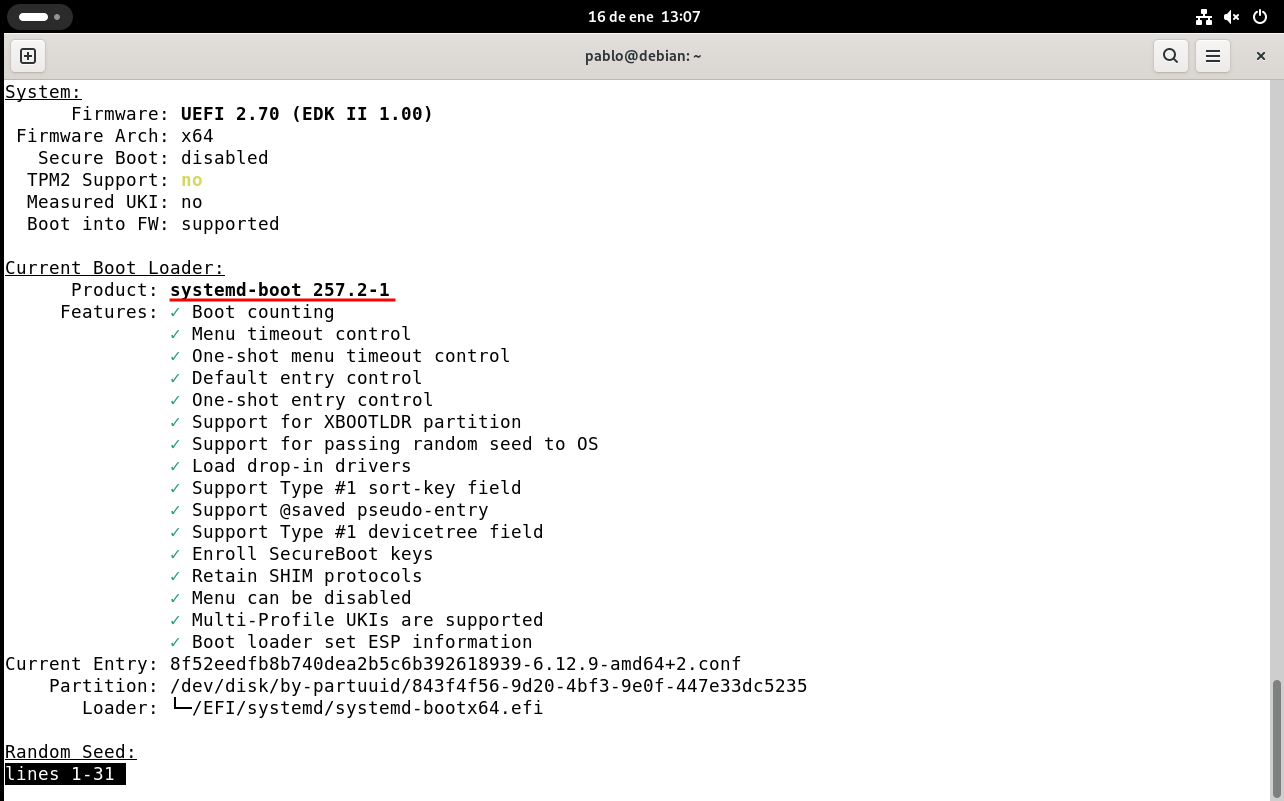 16 de ene 13:07
pablo@debian: ~
System:
Firmware: UEFI 2.70 (EDK II 1.00)
Firmware Arch: x64
Secure Boot: disabled
TPM2 Support: no
Measured UKI: no
Boot into FW: supported
Current Boot Loader:
Product: systemd-boot 257.2-1
Features: ✓ Boot counting
✓ Menu timeout control
✓ One-shot menu timeout control
✓ Default entry control
✓ One-shot entry control
✓ Support for XBOOTLDR partition
✓ Support for passing random seed to OS
✓ Load drop-in drivers
✓ Support Type #1 sort-key field
✓ Support @saved pseudo-entry
✓ Support Type #1 devicetree field
✓ Enroll SecureBoot keys
✓ Retain SHIM protocols
✓ Menu can be disabled
✓ Multi-Profile UKIs are supported
✓ Boot loader set ESP information
Current Entry: 8f52eedfb8b740dea2b5c6b392618939-6.12.9-amd64+2.conf
Partition: /dev/disk/by-partuuid/843f4f56-9d20-4bf3-9e0f-447e33dc5235
Loader: └─/EFI/systemd/systemd-bootx64.efi
Random Seed:
lines 1-31